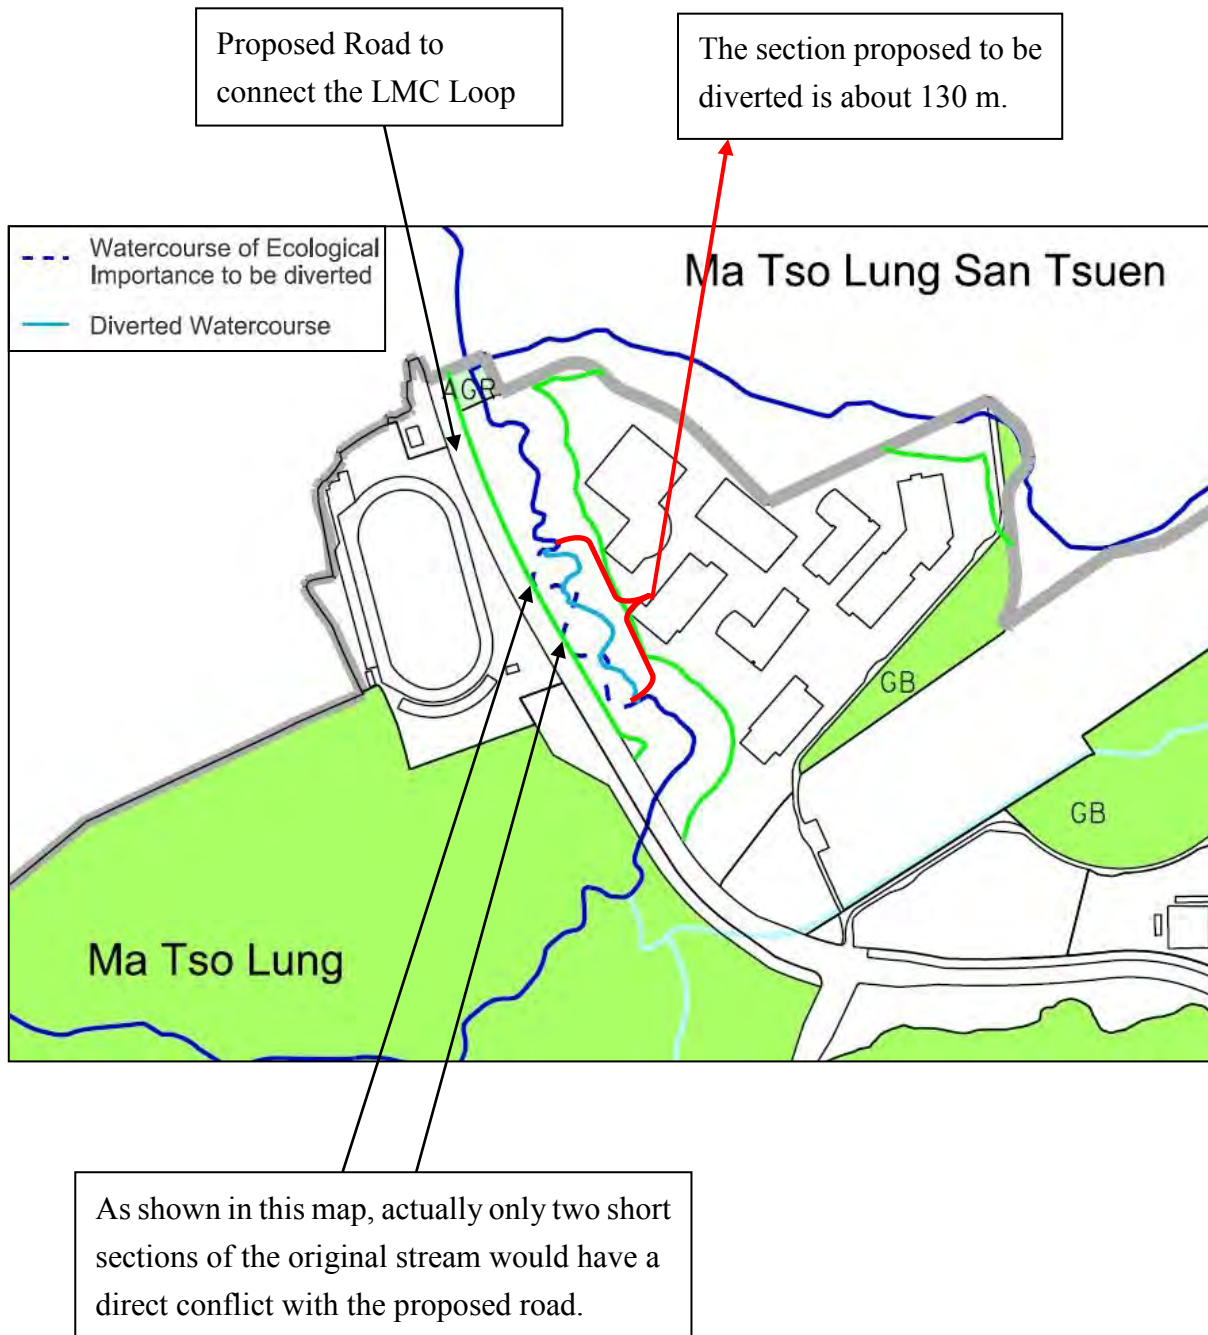 Proposed Road to
connect the LMC Loop
The section proposed to be
diverted is about 130 m.
Watercourse of Ecological
Importance to be diverted
Diverted Watercourse
Ma Tso Lung San Tsuen
AGR
GB
GB
Ma Tso Lung
As shown in this map, actually only two short
sections of the original stream would have a
direct conflict with the proposed road.